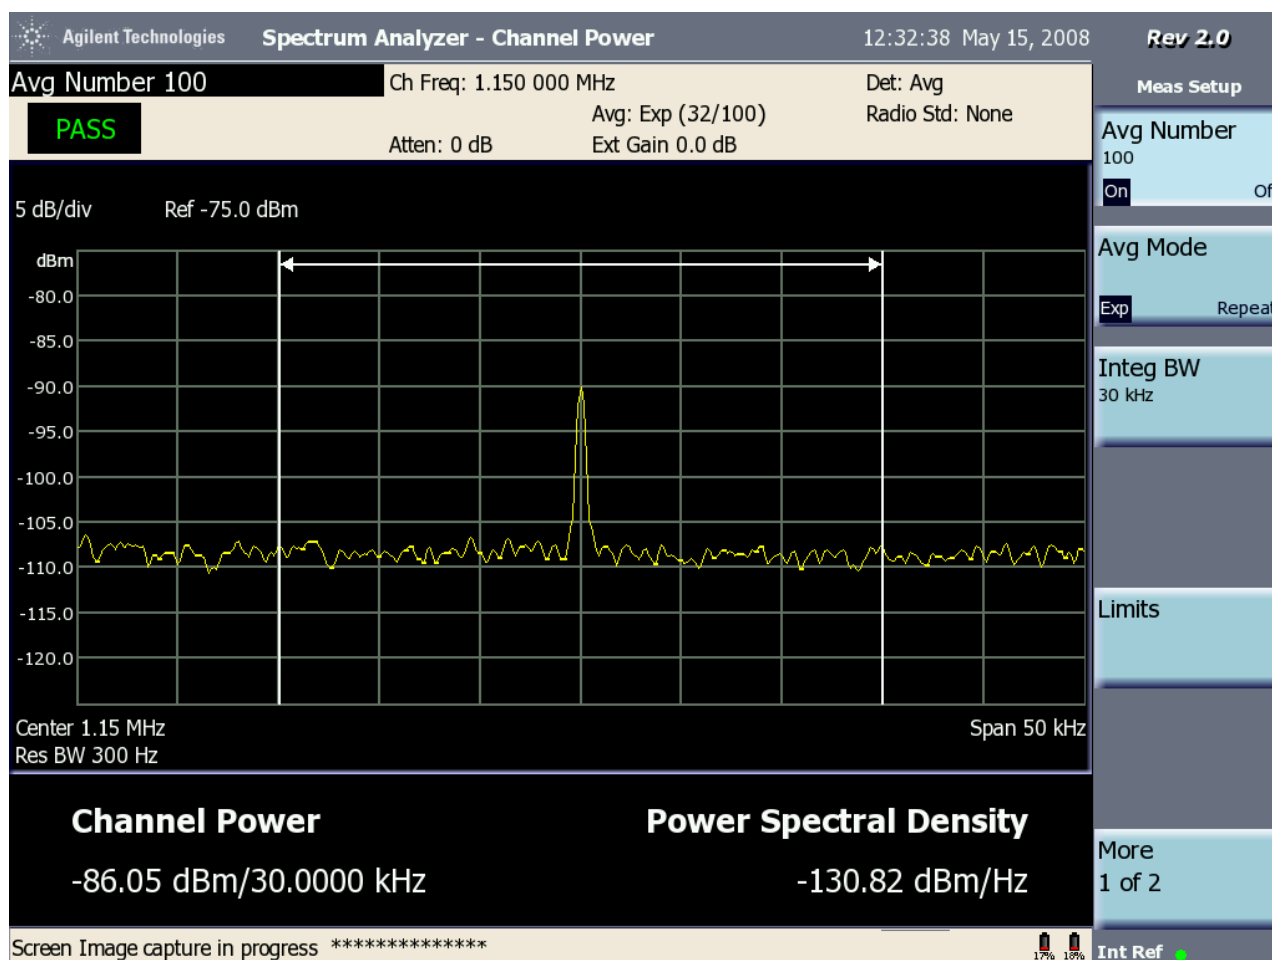 Agilent Technologies Spectrum Analyzer - Channel Power 12:32:38 May 15, 2008 Rev 2.0
Avg Number 100 Ch Freq: 1.150 000 MHz Det: Avg Meas Setup
PASS Avg: Exp (32/100) Radio Std: None
Atten: 0 dB Ext Gain 0.0 dB
Avg Number
100
On Of
5 dB/div Ref -75.0 dBm
Avg Mode
Exp Repeat
dBm
-80.0
-85.0
-90.0
-95.0
-100.0
-105.0
-110.0
-115.0
-120.0
Integ BW
30 kHz
Limits
Center 1.15 MHz Span 50 kHz
Res BW 300 Hz
Channel Power Power Spectral Density
-86.05 dBm/30.0000 kHz -130.82 dBm/Hz
More
1 of 2
Screen Image capture in progress ************** 17% 18% Int Ref